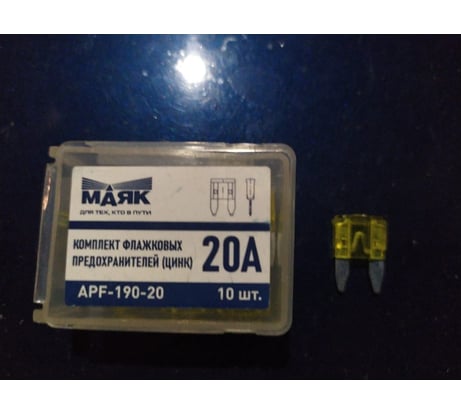 МАЯК
ДЛЯ ТЕХ, КТО В ПУТИ
КОМПЛЕКТ ФЛАЖКОВЫХ
ПРЕДОХРАНИТЕЛЕЙ (ЦИНК)
20А
APF-190-20
10 шт.